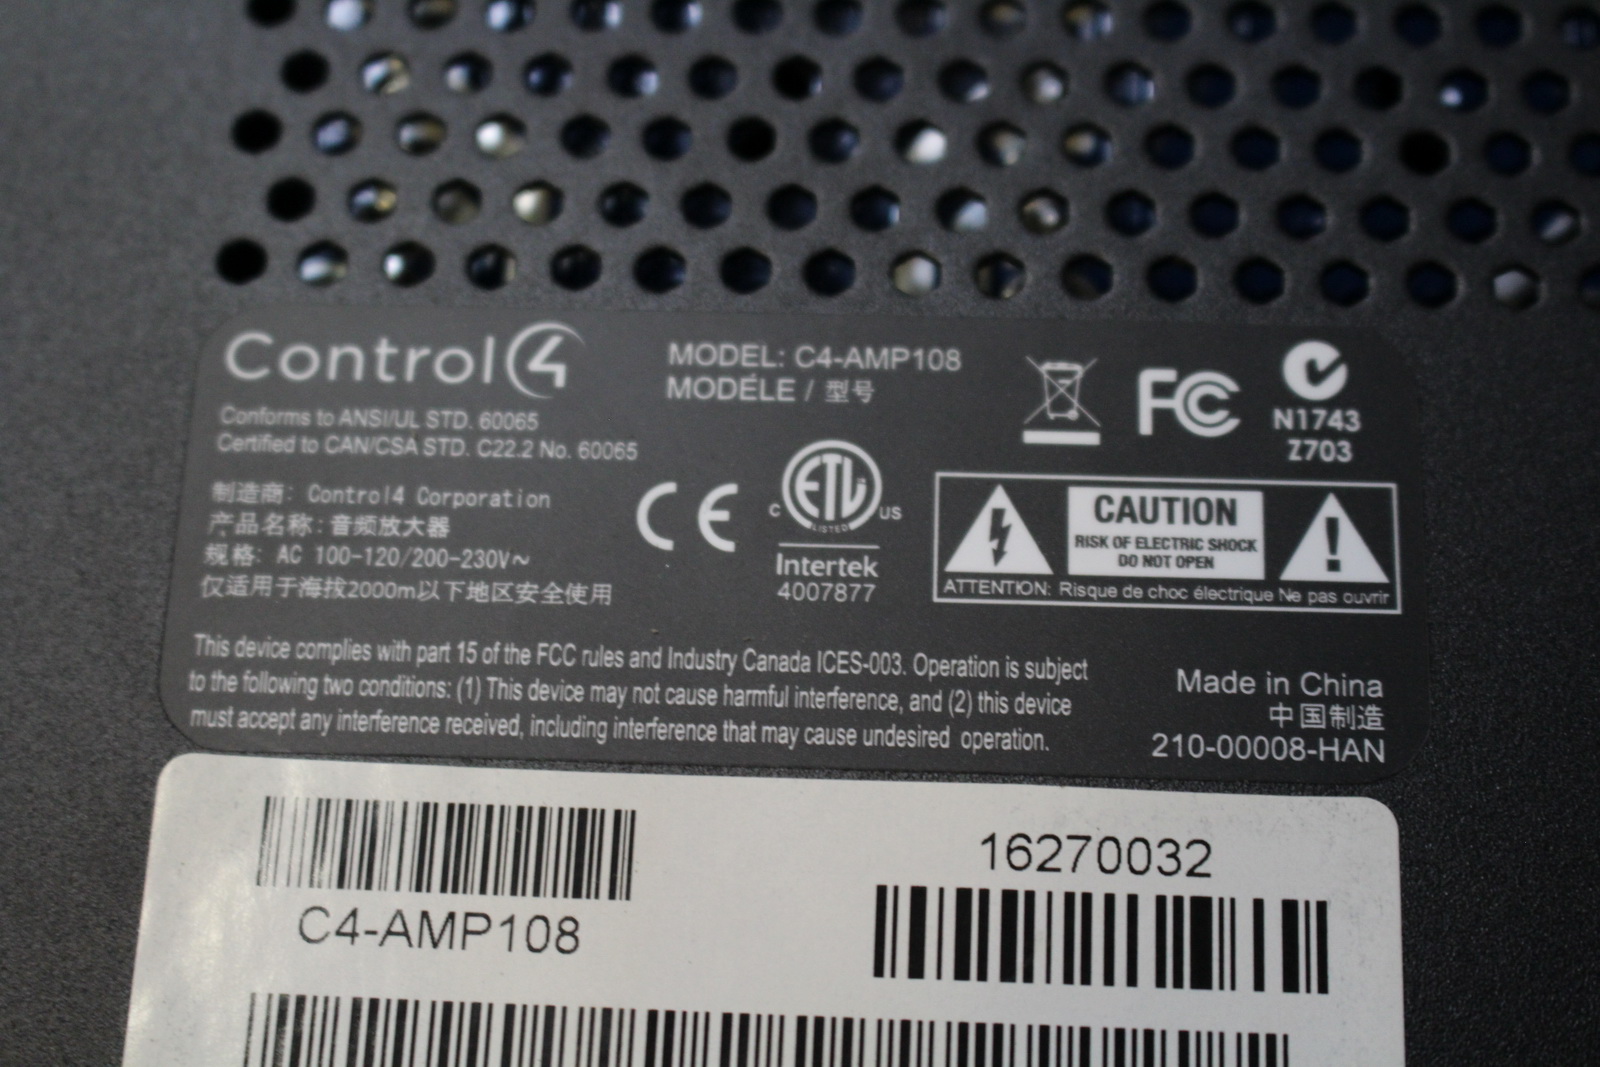 Control4
MODEL: C4-AMP108
MODÉLE / 型号
Conforms to ANSI/UL STD. 60065
Certified to CAN/CSA STD. C22.2 No. 60065
FC
N1743
Z703
制造商: Control4 Corporation
产品名称: 音频放大器
规格: AC 100-120/200-230V~
仅适用于海找2000m以下地区安全使用
CE
C ETL US
LISTED
Intertek
4007877
CAUTION
RISK OF ELECTRIC SHOCK
DO NOT OPEN
ATTENTION: Risque de choc électrique Ne pas ouvrir
This device complies with part 15 of the FCC rules and Industry Canada ICES-003. Operation is subject
to the following two conditions: (1) This device may not cause harmful interference, and (2) this device
must accept any interference received, including interference that may cause undesired operation.
Made in China
中国制造
210-00008-HAN
C4-AMP108
16270032